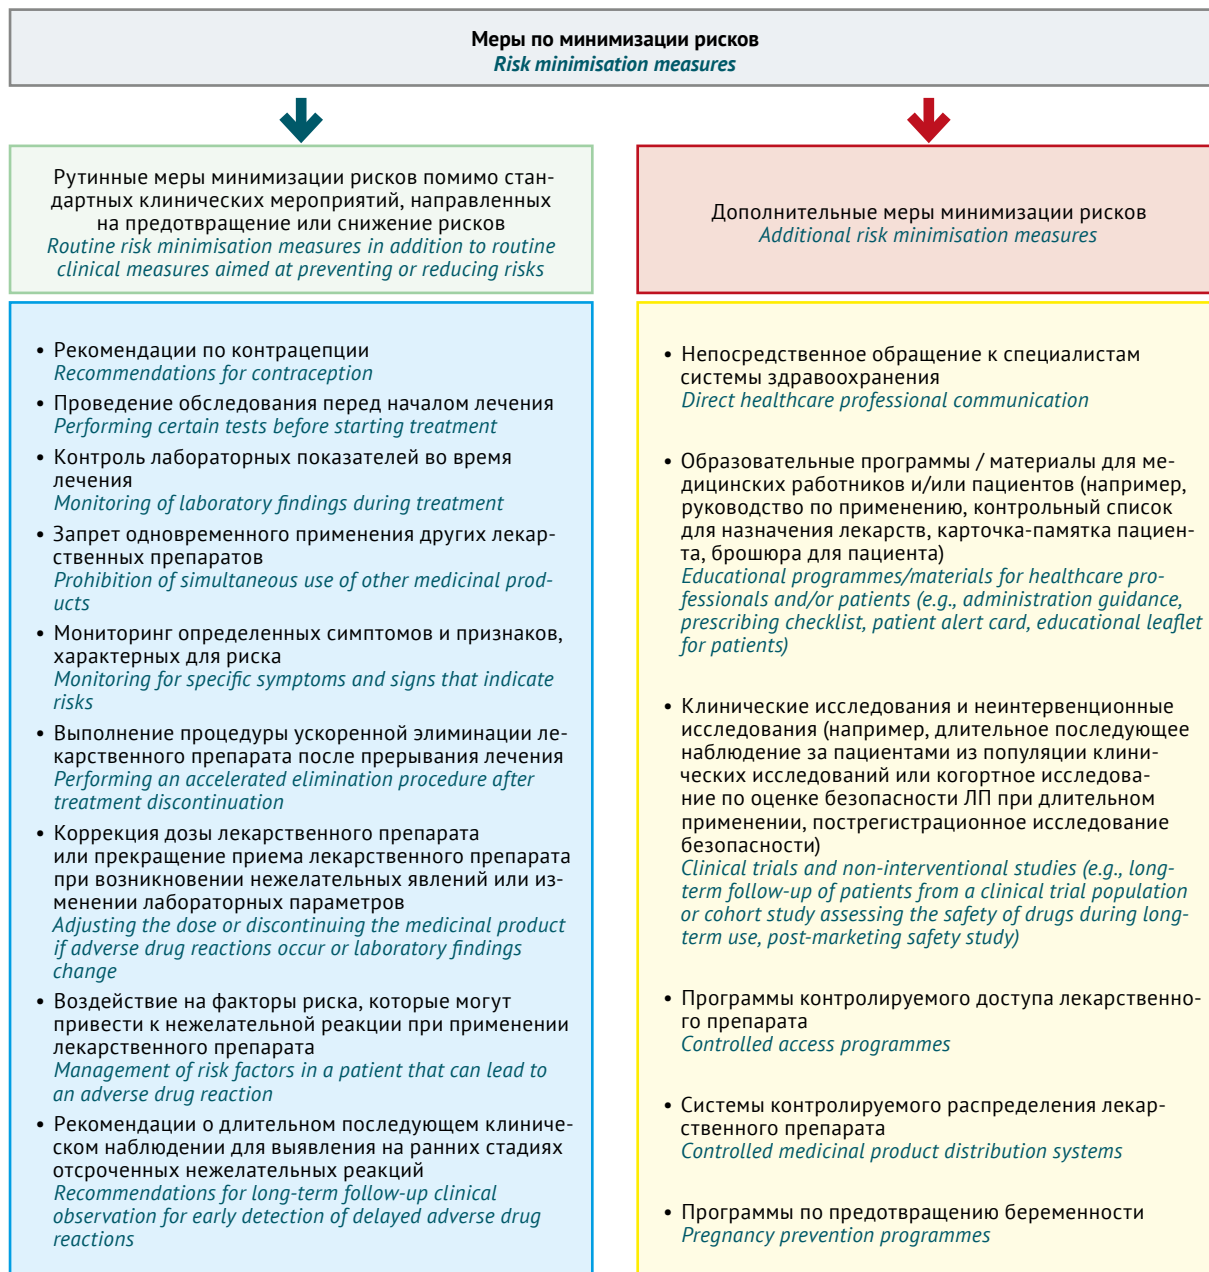 Меры по минимизации рисков
Risk minimisation measures
Рутинные меры минимизации рисков помимо стан-
дартных клинических мероприятий, направленных
на предотвращение или снижение рисков
Routine risk minimisation measures in addition to routine
clinical measures aimed at preventing or reducing risks
• Рекомендации по контрацепции
Recommendations for contraception
• Проведение обследования перед началом лечения
Performing certain tests before starting treatment
• Контроль лабораторных показателей во время
лечения
Monitoring of laboratory findings during treatment
• Запрет одновременного применения других лекар-
ственных препаратов
Prohibition of simultaneous use of other medicinal prod-
ucts
• Мониторинг определенных симптомов и признаков,
характерных для риска
Monitoring for specific symptoms and signs that indicate
risks
• Выполнение процедуры ускоренной элиминации ле-
карственного препарата после прерывания лечения
Performing an accelerated elimination procedure after
treatment discontinuation
• Коррекция дозы лекарственного препарата
или прекращение приема лекарственного препарата
при возникновении нежелательных явлений или из-
менении лабораторных параметров
Adjusting the dose or discontinuing the medicinal product
if adverse drug reactions occur or laboratory findings
change
• Воздействие на факторы риска, которые могут
привести к нежелательной реакции при применении
лекарственного препарата
Management of risk factors in a patient that can lead to
an adverse drug reaction
• Рекомендации о длительном последующем клиниче-
ском наблюдении для выявления на ранних стадиях
отсроченных нежелательных реакций
Recommendations for long-term follow-up clinical
observation for early detection of delayed adverse drug
reactions
Дополнительные меры минимизации рисков
Additional risk minimisation measures
• Непосредственное обращение к специалистам
системы здравоохранения
Direct healthcare professional communication
• Образовательные программы / материалы для ме-
дицинских работников и/или пациентов (например,
руководство по применению, контрольный список
для назначения лекарств, карточка-памятка пациен-
та, брошюра для пациента)
Educational programmes/materials for healthcare pro-
fessionals and/or patients (e.g., administration guidance,
prescribing checklist, patient alert card, educational leaflet
for patients)
• Клинические исследования и неинтервенционные
исследования (например, длительное последующее
наблюдение за пациентами из популяции клини-
ческих исследований или когортное исследова-
ние по оценке безопасности ЛП при длительном
применении, пострегистрационное исследование
безопасности)
Clinical trials and non-interventional studies (e.g., long-
term follow-up of patients from a clinical trial population
or cohort study assessing the safety of drugs during long-
term use, post-marketing safety study)
• Программы контролируемого доступа лекарственно-
го препарата
Controlled access programmes
• Системы контролируемого распределения лекар-
ственного препарата
Controlled medicinal product distribution systems
• Программы по предотвращению беременности
Pregnancy prevention programmes